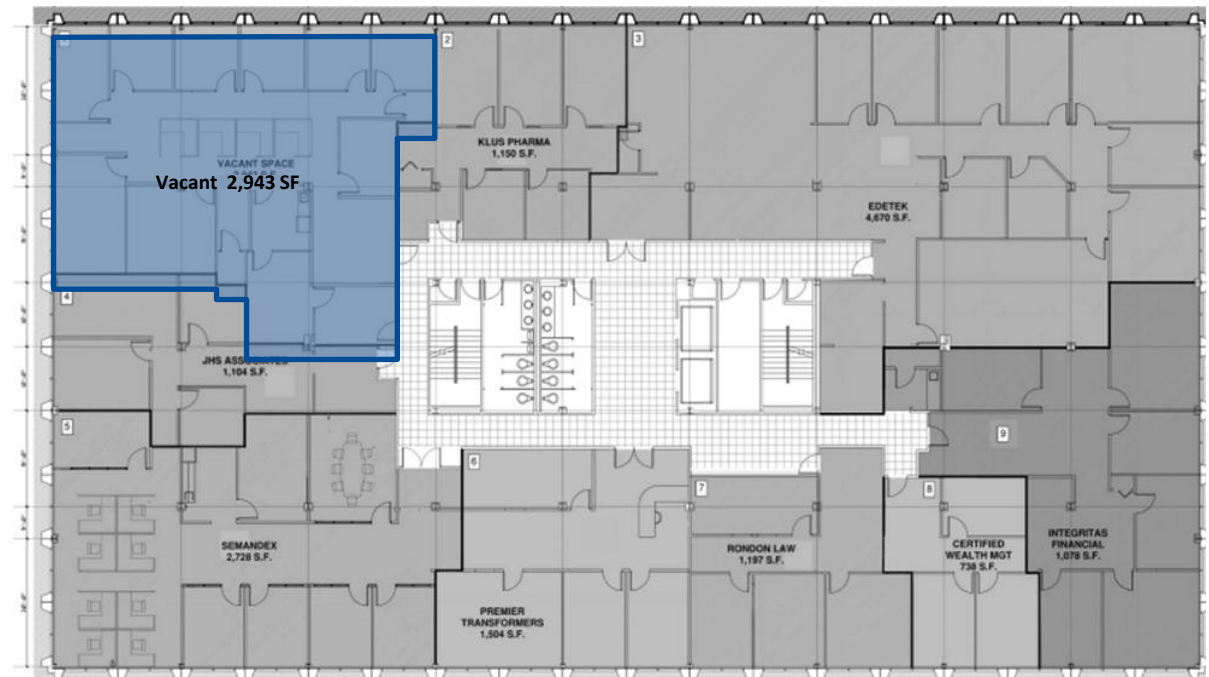 1
2
3
KLUS PHARMA
1,150 S.F.
VACANT SPACE
Vacant 2,943 SF
EDETEK
4,670 S.F.
4
JHS ASSOCIATES
1,104 S.F.
5
6
7
8
9
SEMANDEX
2,728 S.F.
RONDON LAW
1,197 S.F.
CERTIFIED
WEALTH MGT
738 S.F.
INTEGRITAS
FINANCIAL
1,078 S.F.
PREMIER
TRANSFORMERS
1,504 S.F.